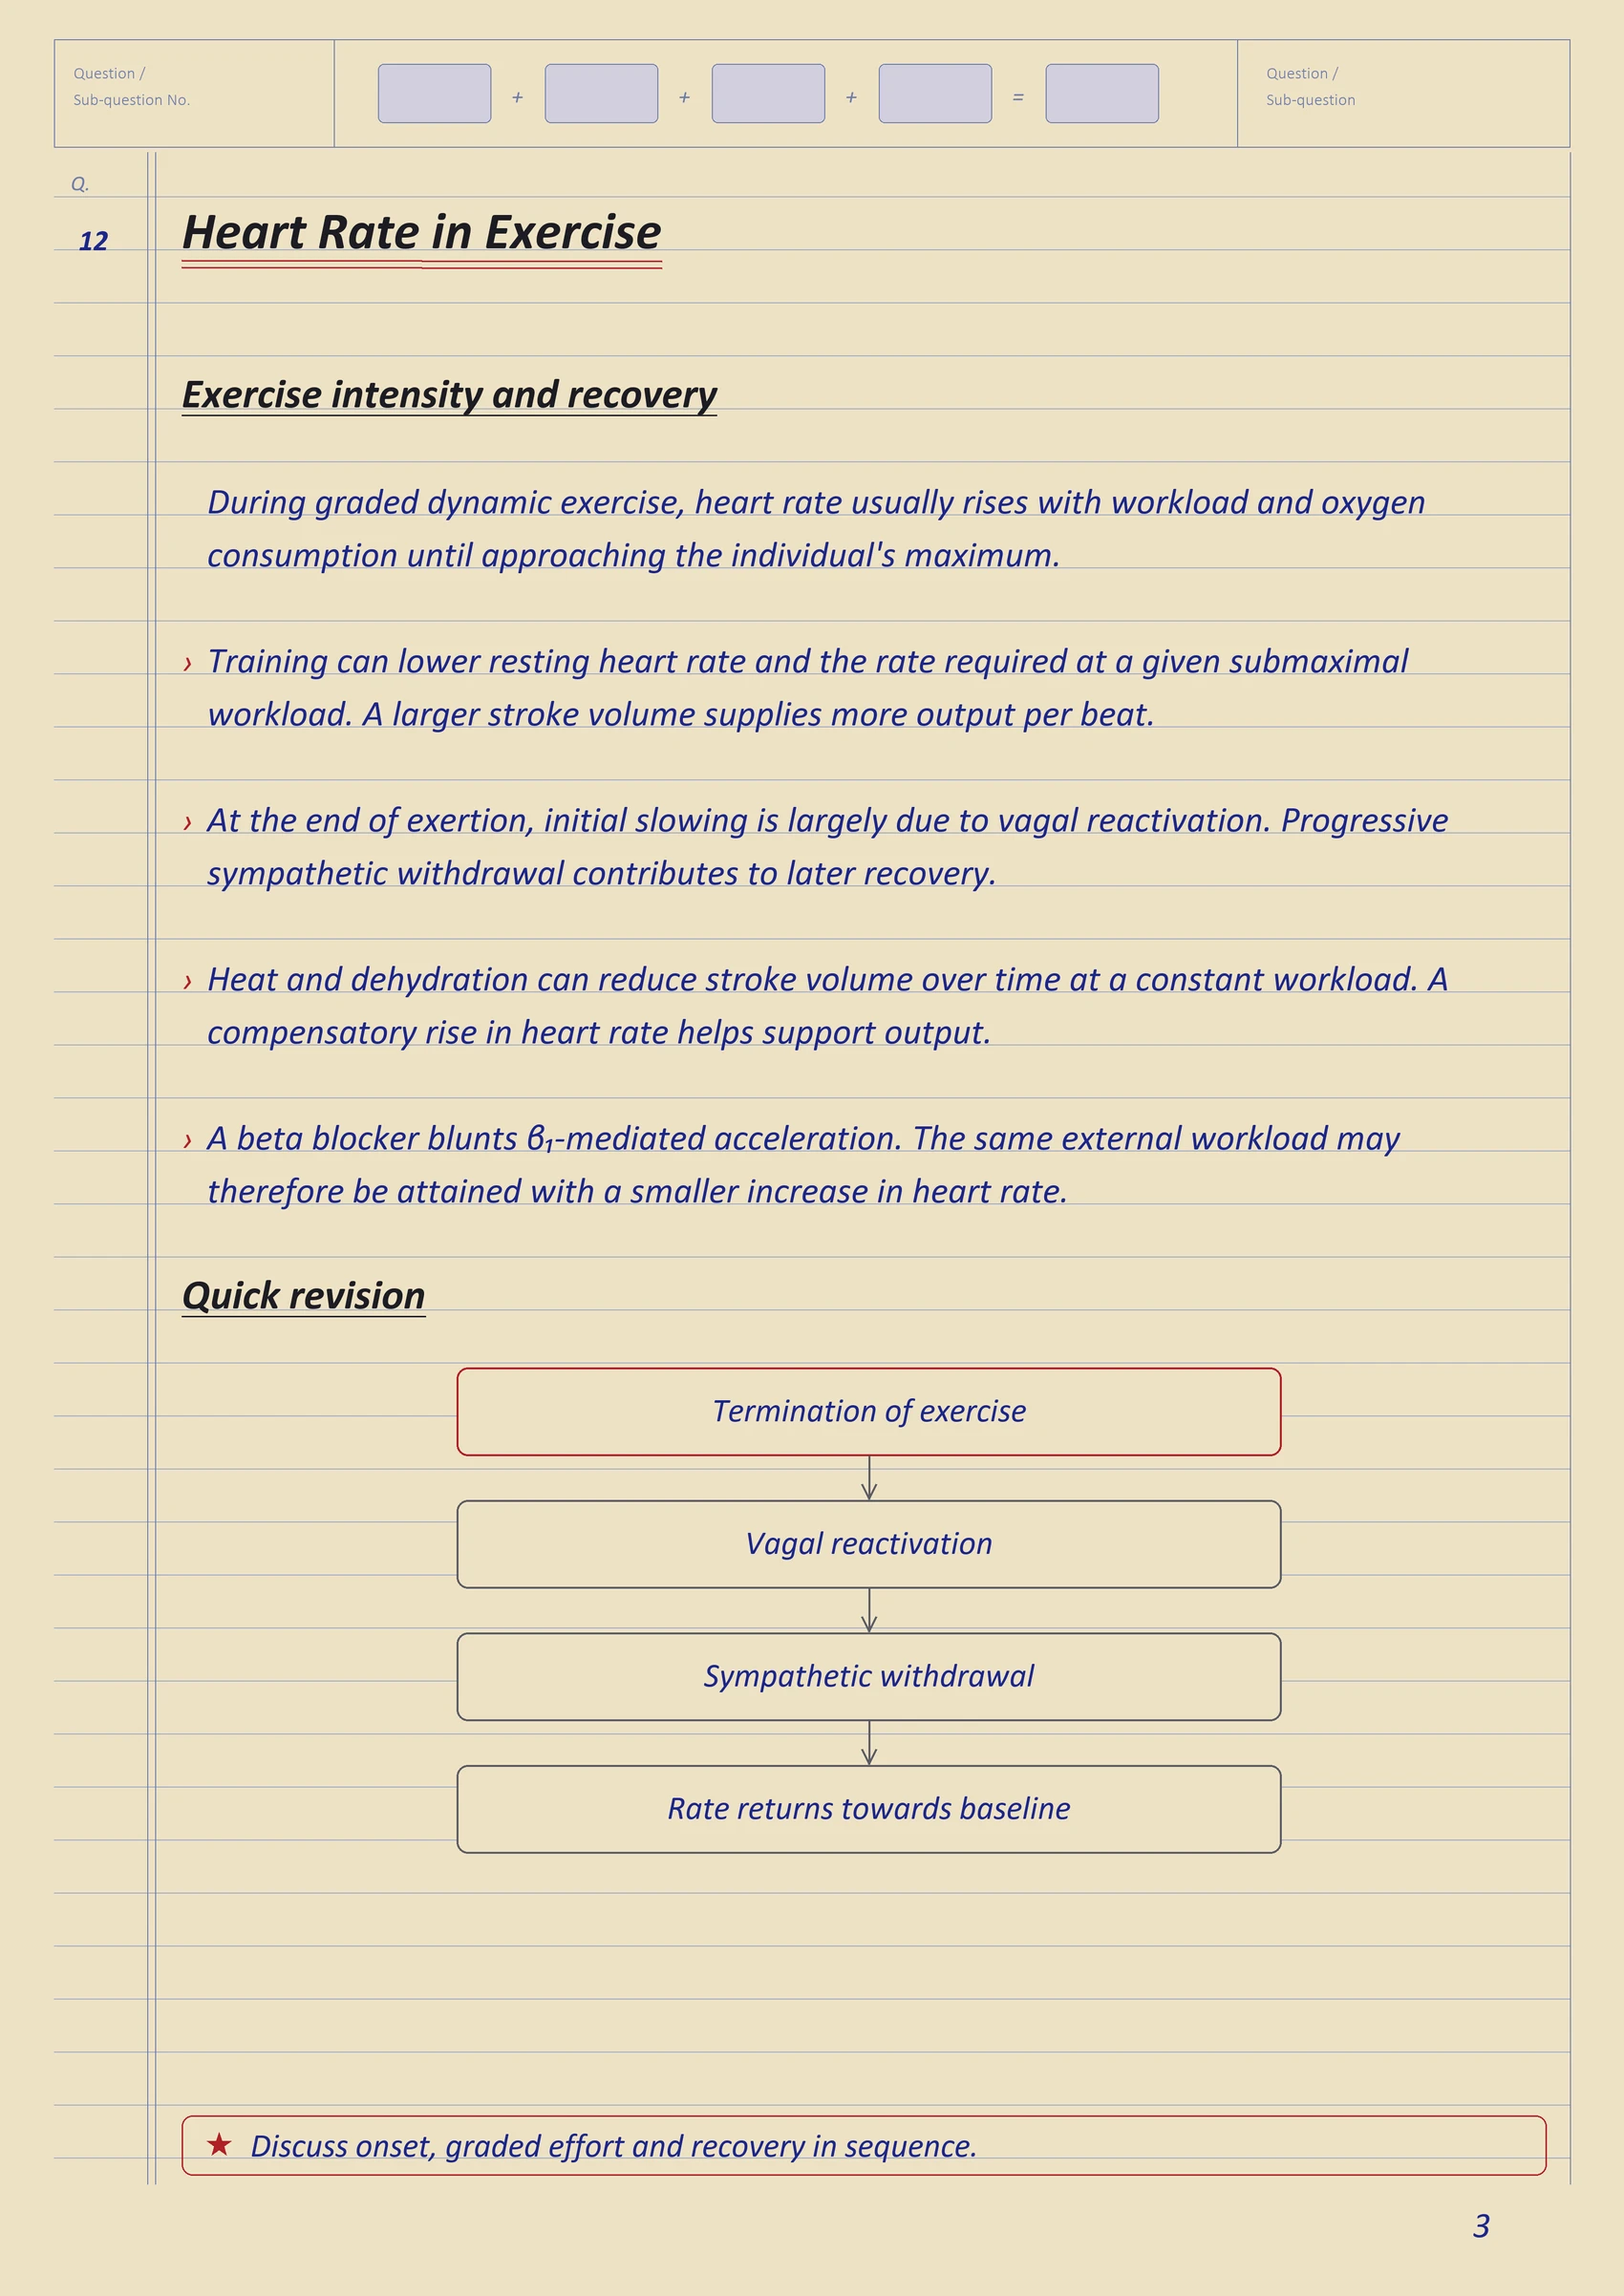 Question /
Sub-question No.
+ + + =
Question /
Sub-question
Q.
12
Heart Rate in Exercise
Exercise intensity and recovery
During graded dynamic exercise, heart rate usually rises with workload and oxygen
consumption until approaching the individual's maximum.
› Training can lower resting heart rate and the rate required at a given submaximal
workload. A larger stroke volume supplies more output per beat.
› At the end of exertion, initial slowing is largely due to vagal reactivation. Progressive
sympathetic withdrawal contributes to later recovery.
› Heat and dehydration can reduce stroke volume over time at a constant workload. A
compensatory rise in heart rate helps support output.
› A beta blocker blunts β₁-mediated acceleration. The same external workload may
therefore be attained with a smaller increase in heart rate.
Quick revision
Termination of exercise
Vagal reactivation
Sympathetic withdrawal
Rate returns towards baseline
★ Discuss onset, graded effort and recovery in sequence.
3